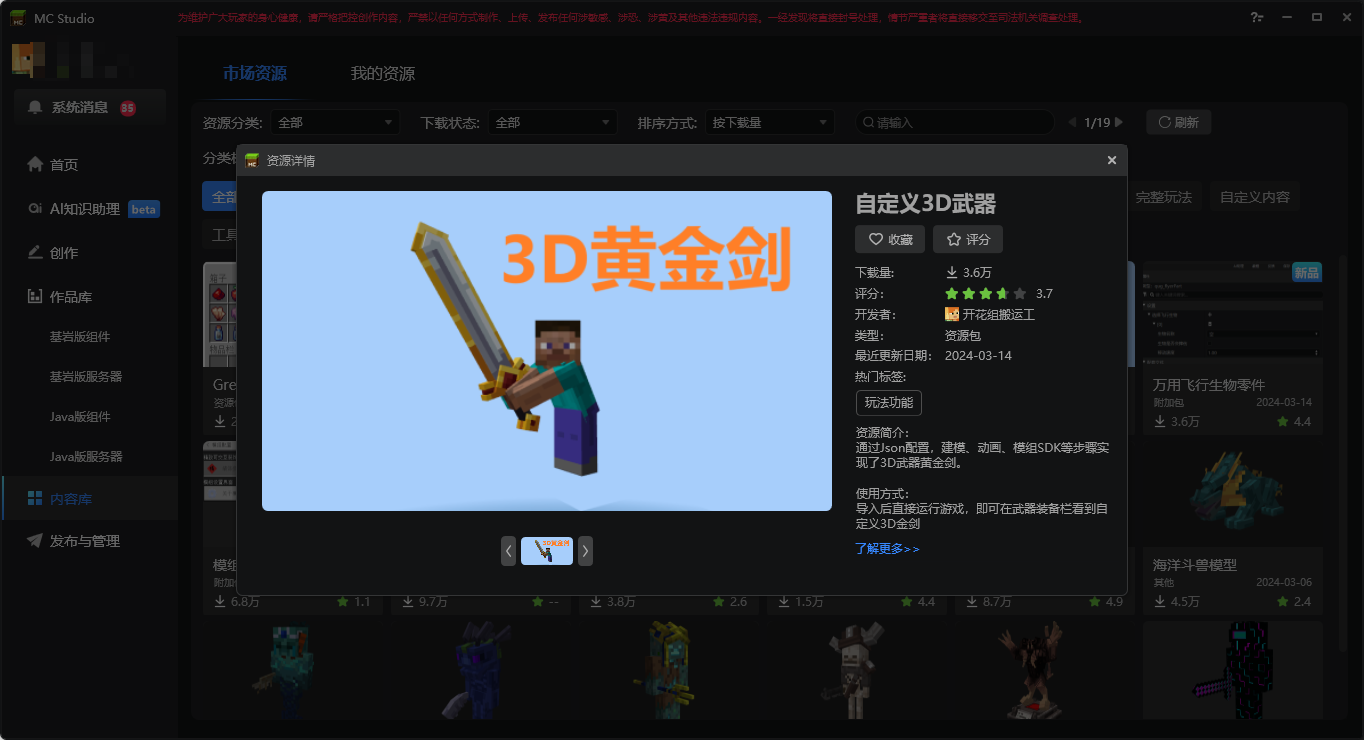 MC Studio
为维护广大玩家的身心健康，请严格把控创作内容，严禁以任何方式制作、上传、发布任何涉敏感、涉恐、涉黄及其他违法违规内容。一经发现将直接封号处理，情节严重者将直接移交至司法机关调查处理。
市场资源
我的资源
系统消息 35
资源分类: 全部
下载状态: 全部
排序方式: 按下载量
请输入
1/19
刷新
首页
AI知识助理 beta
创作
作品库
基岩版组件
基岩版服务器
Java版组件
Java版服务器
内容库
发布与管理
全部
完整玩法
自定义内容
工具
资源详情
3D黄金剑
自定义3D武器
收藏
评分
下载量: 3.6万
评分: 3.7
开发者: 开花组搬运工
类型: 资源包
最近更新日期: 2024-03-14
热门标签:
玩法功能
资源简介:
通过Json配置，建模、动画、模组SDK等步骤实
现了3D武器黄金剑。
使用方式:
导入后直接运行游戏，即可在武器装备栏看到自
定义3D金剑
了解更多>>
箱子
Gre
新品
万用飞行生物零件
附加包 2024-03-14
3.6万 4.4
模组
附加
6.8万 1.1
9.7万 --
3.8万 2.6
1.5万 4.4
8.7万 4.9
海洋斗兽模型
其他 2024-03-06
4.5万 2.4